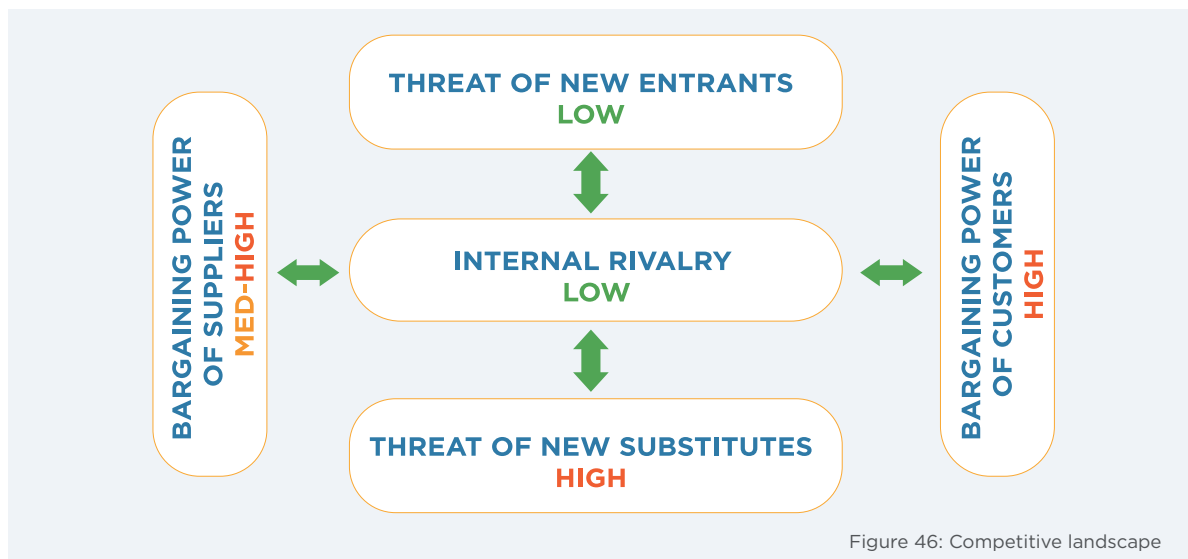 THREAT OF NEW ENTRANTS
LOW
BARGAINING POWER
OF SUPPLIERS
MED-HIGH
INTERNAL RIVALRY
LOW
BARGAINING POWER
OF CUSTOMERS
HIGH
THREAT OF NEW SUBSTITUTES
HIGH
Figure 46: Competitive landscape